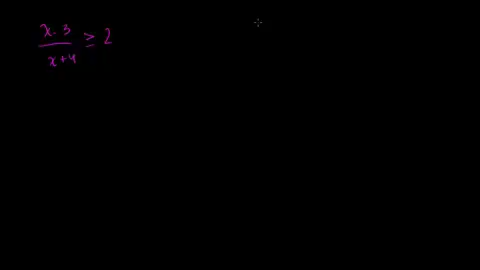 x - 3 / x + 4 ≥ 2